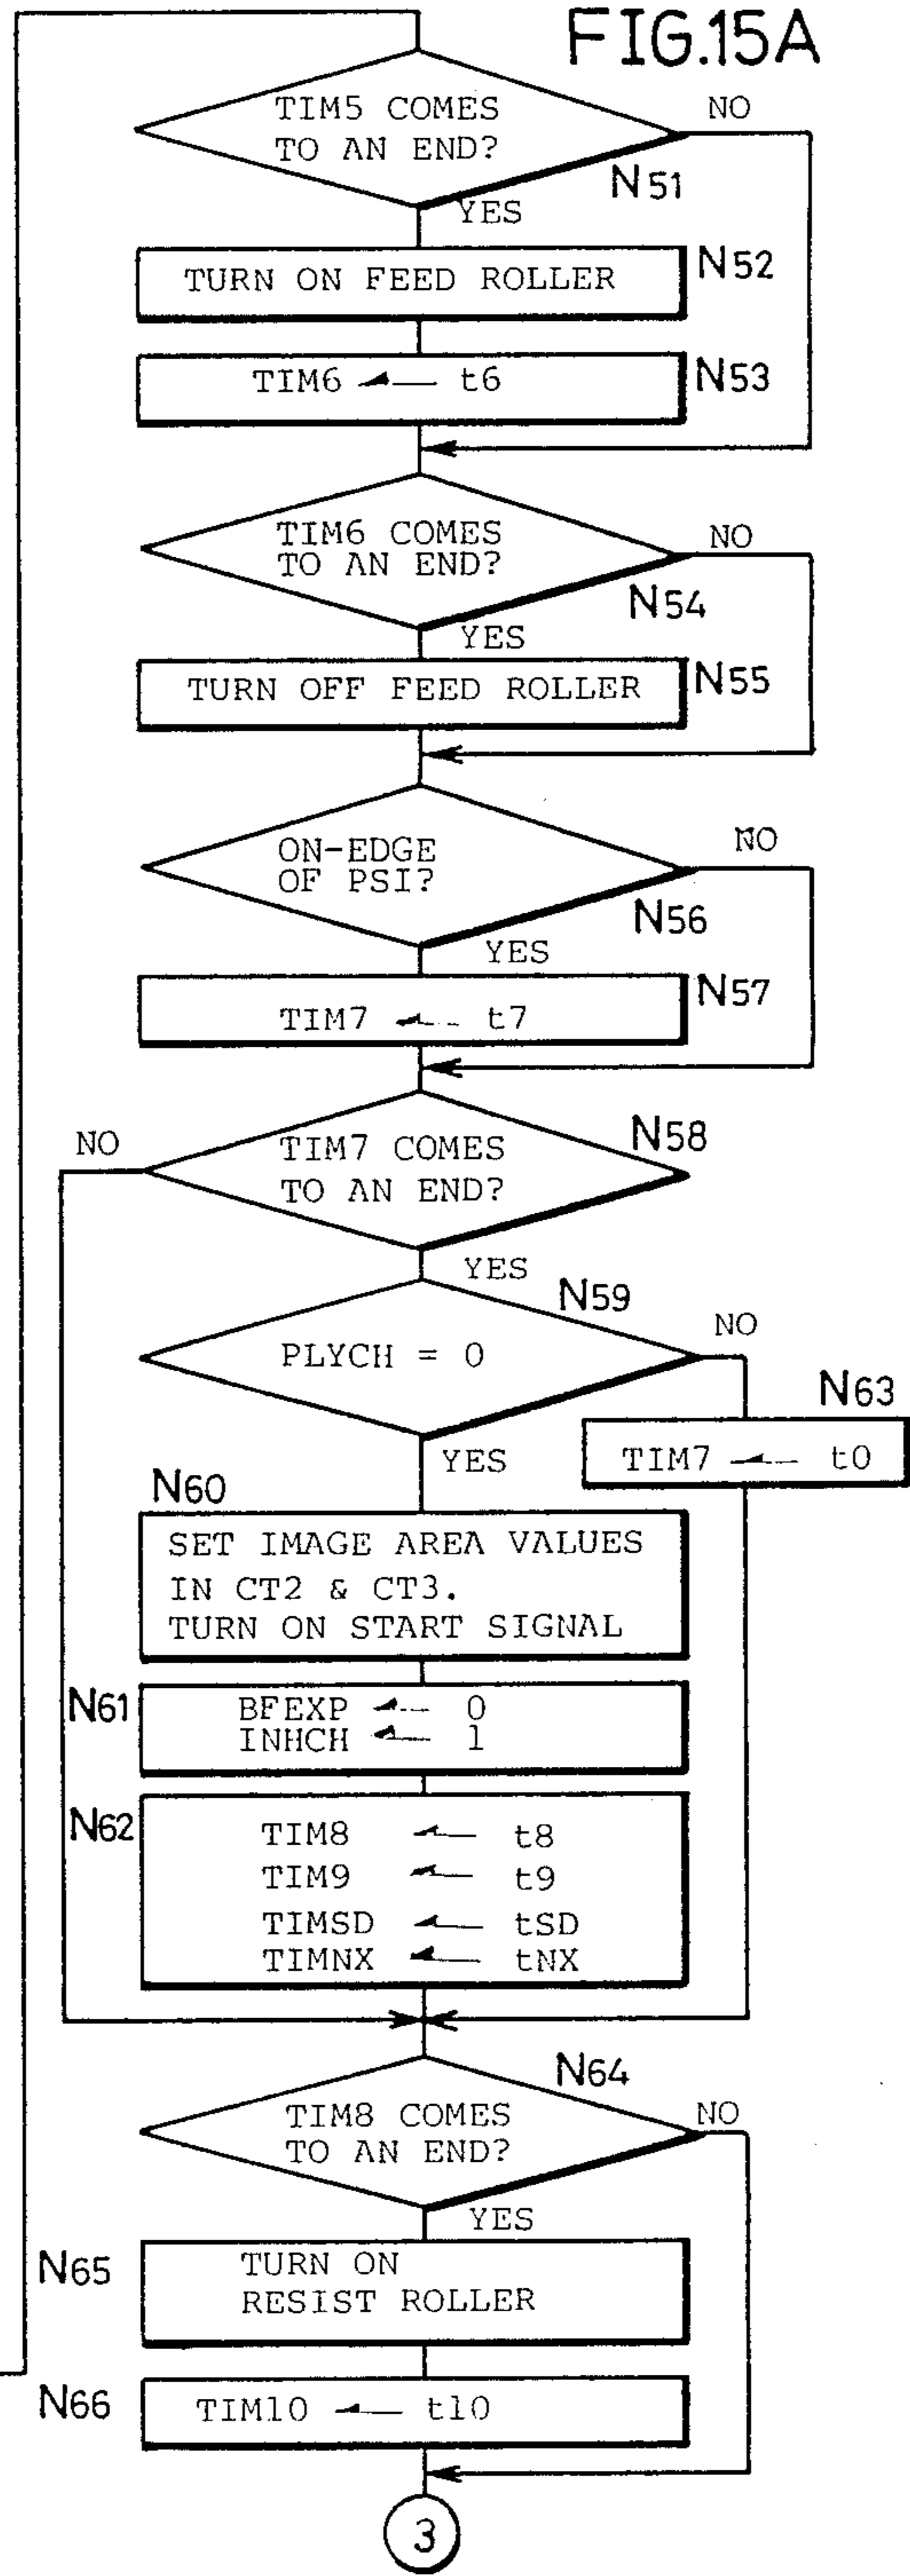 FIG.15A
TIM5 COMES
TO AN END?
NO
N51
YES
TURN ON FEED ROLLER
N52
TIM6 ← t6
N53
TIM6 COMES
TO AN END?
NO
N54
YES
TURN OFF FEED ROLLER
N55
ON-EDGE
OF PSI?
NO
N56
YES
TIM7 ← t7
N57
NO
TIM7 COMES
TO AN END?
N58
YES
N59
PLYCH = 0
NO
N63
TIM7 ← t0
YES
N60
SET IMAGE AREA VALUES
IN CT2 & CT3.
TURN ON START SIGNAL
N61
BFEXP ← 0
INHCH ← 1
N62
TIM8 ← t8
TIM9 ← t9
TIMSD ← tSD
TIMNX ← tNX
N64
TIM8 COMES
TO AN END?
NO
YES
N65
TURN ON
RESIST ROLLER
N66
TIM10 ← t10
3